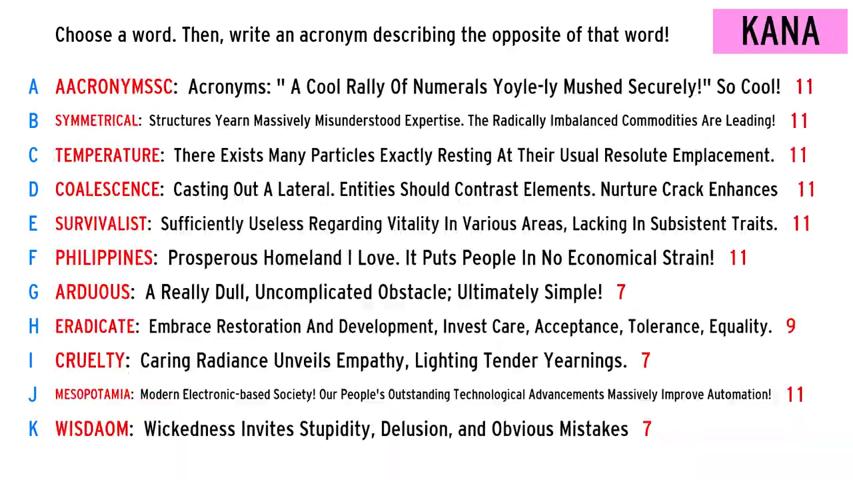 Choose a word. Then, write an acronym describing the opposite of that word!
KANA
A AACRONYMSSC: Acronyms: " A Cool Rally Of Numerals Yoyle-ly Mushed Securely!" So Cool! 11
B SYMMETRICAL: Structures Yearn Massively Misunderstood Expertise. The Radically Imbalanced Commodities Are Leading! 11
C TEMPERATURE: There Exists Many Particles Exactly Resting At Their Usual Resolute Emplacement. 11
D COALESCENCE: Casting Out A Lateral. Entities Should Contrast Elements. Nurture Crack Enhances 11
E SURVIVALIST: Sufficiently Useless Regarding Vitality In Various Areas, Lacking In Subsistent Traits. 11
F PHILIPPINES: Prosperous Homeland I Love. It Puts People In No Economical Strain! 11
G ARDUOUS: A Really Dull, Uncomplicated Obstacle; Ultimately Simple! 7
H ERADICATE: Embrace Restoration And Development, Invest Care, Acceptance, Tolerance, Equality. 9
I CRUELTY: Caring Radiance Unveils Empathy, Lighting Tender Yearnings. 7
J MESOPOTAMIA: Modern Electronic-based Society! Our People's Outstanding Technological Advancements Massively Improve Automation! 11
K WISDAOM: Wickedness Invites Stupidity, Delusion, and Obvious Mistakes 7